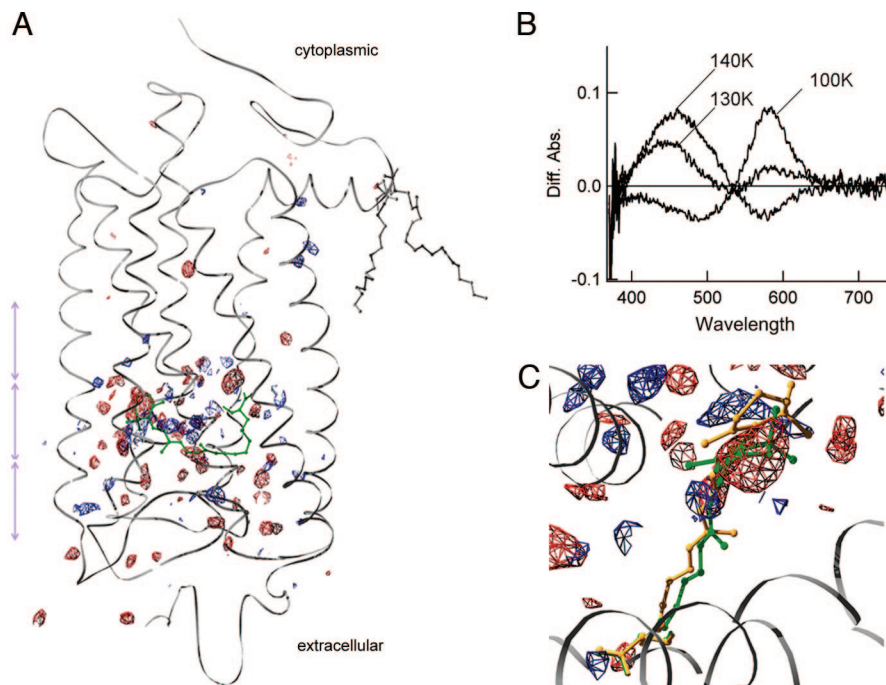 A
cytoplasmic
extracellular
B
140K
130K
100K
0.1
0.0
-0.1
Diff. Abs.
400 500 600 700
Wavelength
C